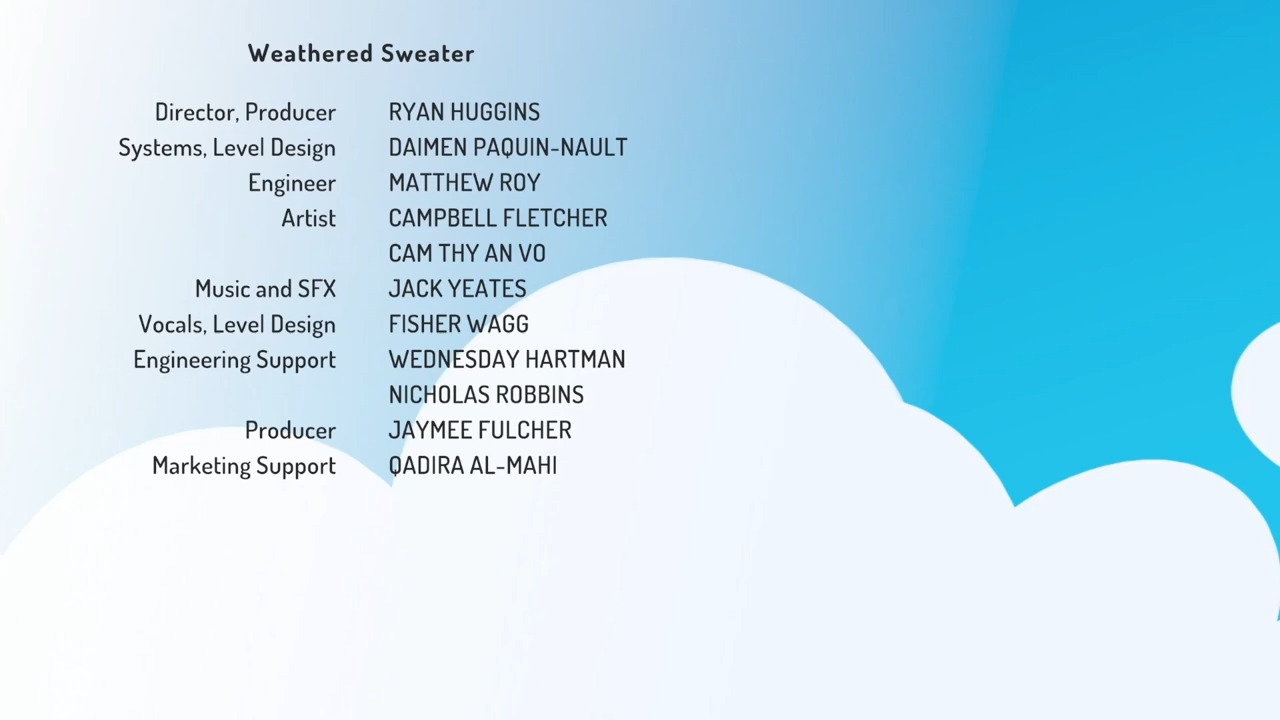 Weathered Sweater
Director, Producer RYAN HUGGINS
Systems, Level Design DAIMEN PAQUIN-NAULT
Engineer MATTHEW ROY
Artist CAMPBELL FLETCHER
CAM THY AN VO
Music and SFX JACK YEATES
Vocals, Level Design FISHER WAGG
Engineering Support WEDNESDAY HARTMAN
NICHOLAS ROBBINS
Producer JAYMEE FULCHER
Marketing Support QADIRA AL-MAHI